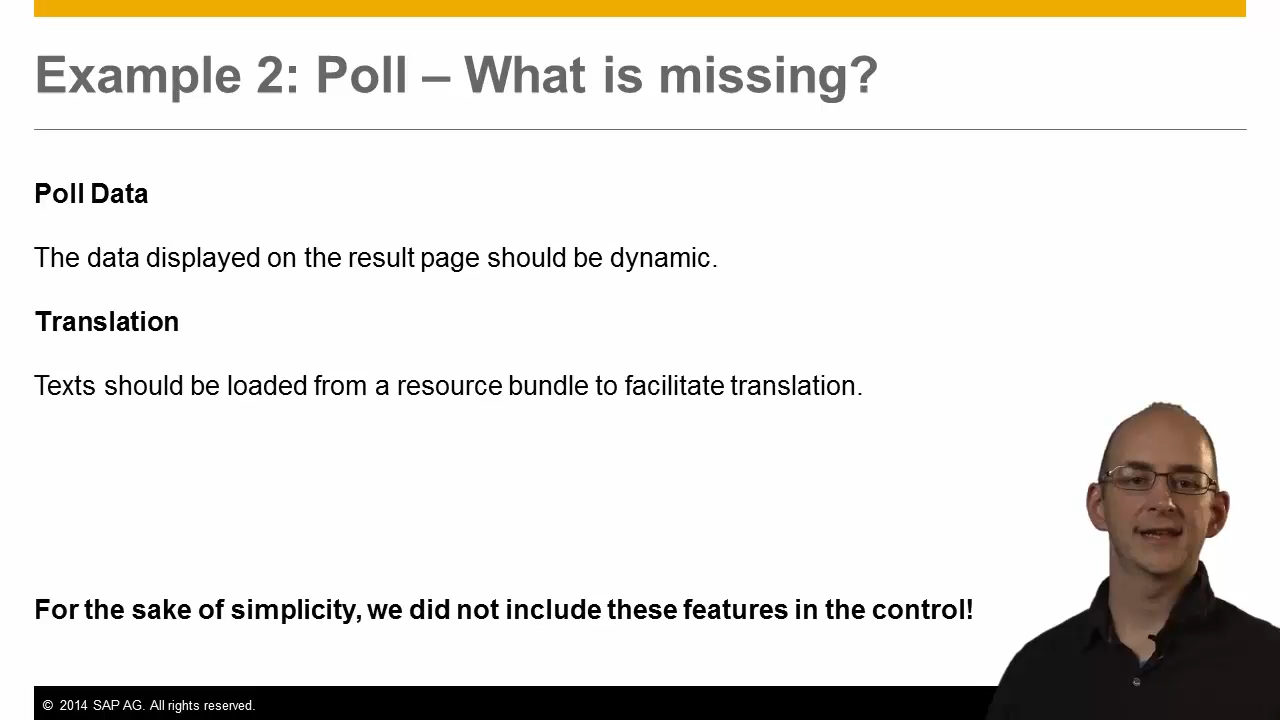 Example 2: Poll – What is missing?
Poll Data
The data displayed on the result page should be dynamic.
Translation
Texts should be loaded from a resource bundle to facilitate translation.
For the sake of simplicity, we did not include these features in the control!
© 2014 SAP AG. All rights reserved.